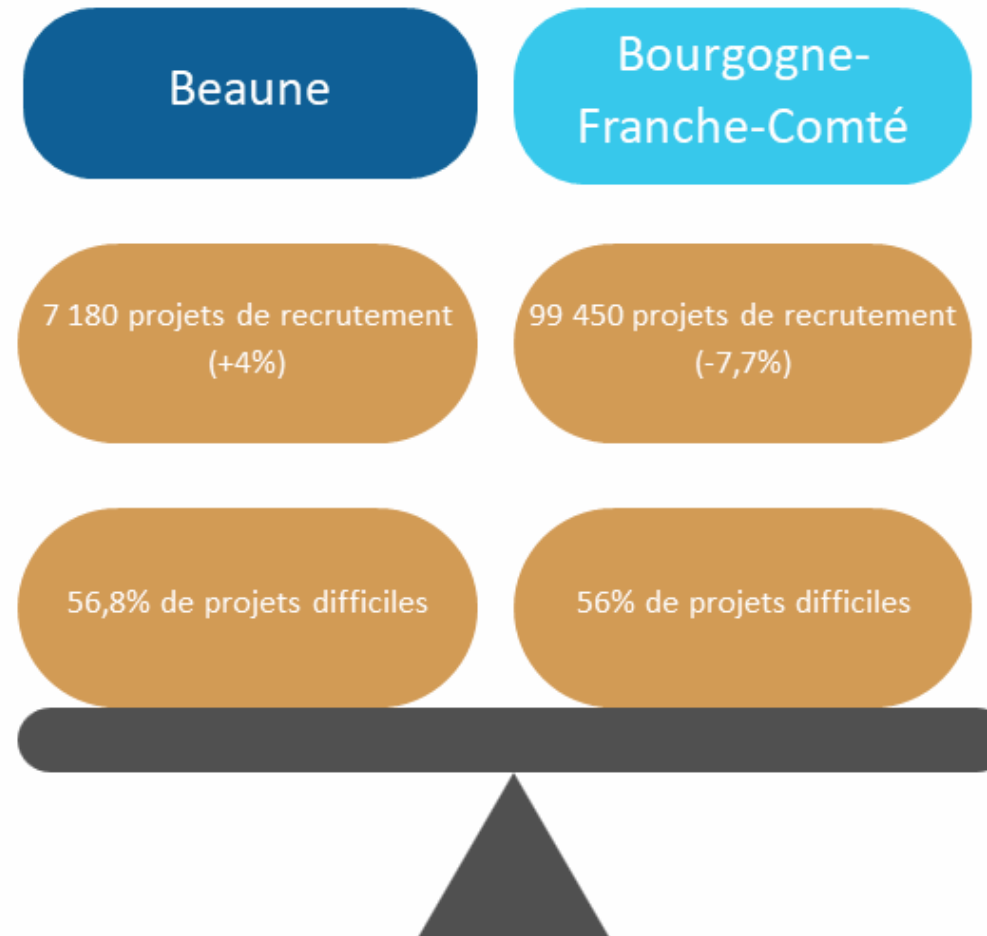 Beaune
Bourgogne-
Franche-Comté
7 180 projets de recrutement
(+4%)
99 450 projets de recrutement
(-7,7%)
56,8% de projets difficiles
56% de projets difficiles